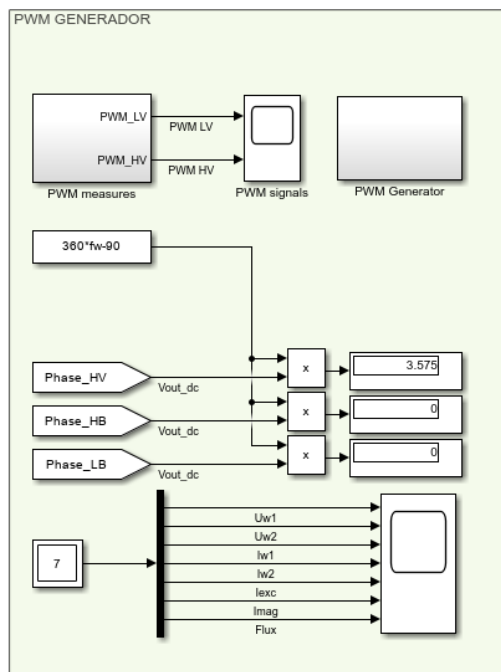 PWM GENERADOR
PWM_LV
PWM LV
PWM_HV
PWM HV
PWM measures
PWM signals
PWM Generator
360*fw-90
Phase_HV
Vout_dc
x
3.575
Phase_HB
Vout_dc
x
0
Phase_LB
Vout_dc
x
0
7
Uw1
Uw2
Iw1
Iw2
Iexc
Imag
Flux